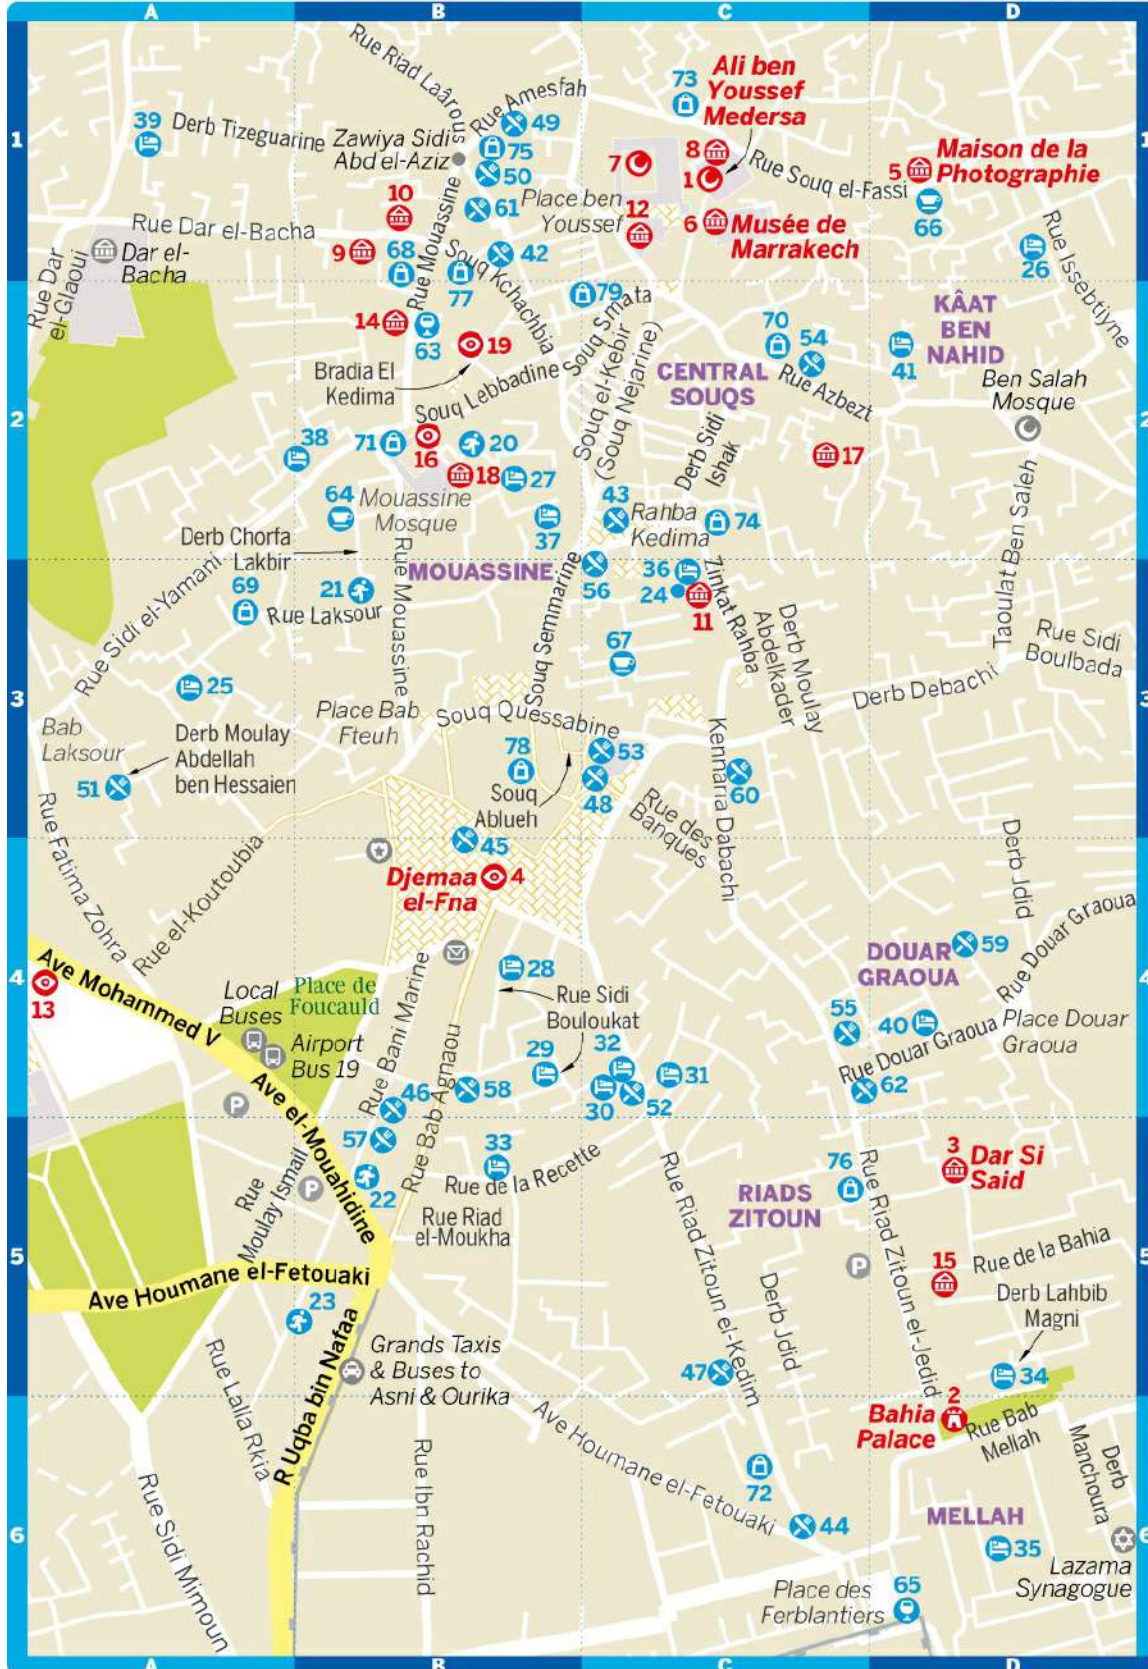 A
B
C
D
1
Rue Riad Laârous
Rue Amesfah
49
73
Ali ben
Youssef
Medersa
39
Derb Tizeguarine
Zawiya Sidi
Abd el-Aziz
75
50
7
8
1
Rue Souq el-Fassi
5
Maison de la
Photographie
66
1
10
61
Place ben
Youssef
12
6
Musée de
Marrakech
Rue Dar el-Bacha
9
68
Rue Mouassine
42
Souq Kchachbia
77
Dar el-
Bacha
Rue Dar
el-Glaoui
26
Rue Issebtiyne
79
Souq Smata
KÂAT
BEN
NAHID
14
63
19
70
54
41
Bradia El
Kedima
Souq Lebbadine
Souq el-Kebir
(Souq Nejarine)
CENTRAL
SOUQS
Rue Azbezt
Ben Salah
Mosque
2
38
71
16
20
18
27
Derb Sidi
Ishak
17
64
Mouassine
Mosque
37
43
Rahba
Kedima
74
Derb Chorfa
Lakbir
Rue Mouassine
MOUASSINE
56
36
24
11
Zinkat Rahba
Taoulat Ben Saleh
69
Rue Sidi el-Yamani
21
Rue Laksour
Souq Semmarine
67
Derb Moulay
Abdelkader
Rue Sidi
Boulbada
25
Derb Debachi
3
3
Bab
Laksour
Derb Moulay
Abdellah
ben Hessaien
Place Bab
Fteuh
Souq Quessabine
78
53
Kennaria Dabachi
51
Souq
Ablueh
48
60
Rue des
Banques
Rue Fatima Zohra
Rue el-Koutoubia
45
Djemaa
el-Fna
4
Derb Jdid
DOUAR
GRAOUA
59
Rue Douar Graoua
4
4
Ave Mohammed V
13
Local
Buses
Place de
Foucauld
28
Rue Sidi
Bouloukat
Airport
Bus 19
Rue Bani Marine
Rue Bab Agnaou
29
32
31
55
40
Place Douar
Graoua
Rue Douar Graoua
P
Ave el-Mouahidine
46
58
30
52
62
57
33
3
Dar Si
Said
22
Rue de la Recette
Rue
Moulay Ismail
P
Rue Riad
el-Moukha
Rue Riad Zitoun el-Kedim
RIADS
ZITOUN
76
Rue Riad Zitoun el-Jedid
5
5
Ave Houmane el-Fetouaki
P
15
Rue de la Bahia
23
Derb Jdid
Derb Lahbib
Magni
Grands Taxis
& Buses to
Asni & Ourika
R Uqba bin Nafaa
Rue Lalla Rkia
47
34
2
Bahia
Palace
Rue Bab
Mellah
Ave Houmane el-Fetouaki
72
Derb
Manchoura
Rue Ibn Rachid
6
6
Rue Sidi Mimoun
44
MELLAH
35
Lazama
Synagogue
65
Place des
Ferblantiers
A
B
C
D